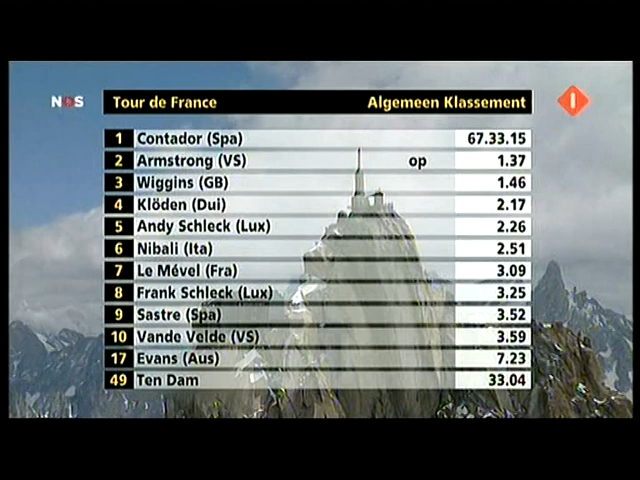 NOS
Tour de France Algemeen Klassement
1
1 Contador (Spa) 67.33.15
2 Armstrong (VS) op 1.37
3 Wiggins (GB) 1.46
4 Klöden (Dui) 2.17
5 Andy Schleck (Lux) 2.26
6 Nibali (Ita) 2.51
7 Le Mével (Fra) 3.09
8 Frank Schleck (Lux) 3.25
9 Sastre (Spa) 3.52
10 Vande Velde (VS) 3.59
17 Evans (Aus) 7.23
49 Ten Dam 33.04